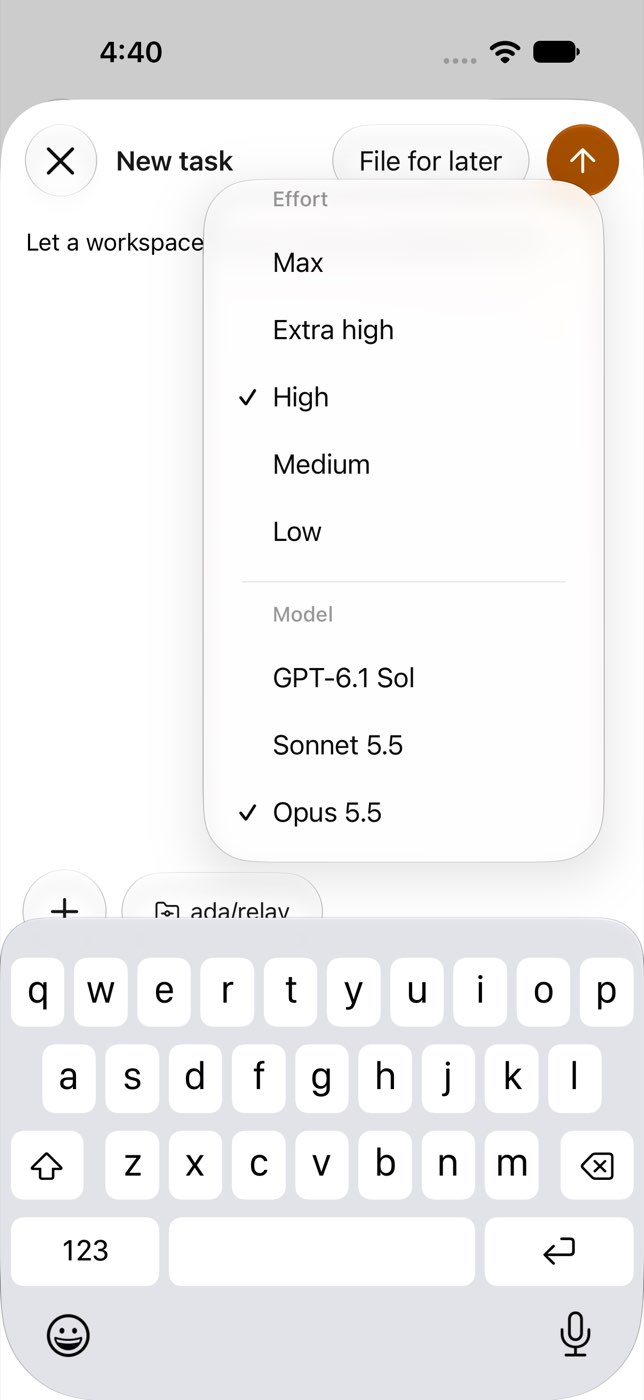 4:40
New task
File for later
Let a workspace
Effort
Max
Extra high
High
Medium
Low
Model
GPT-6.1 Sol
Sonnet 5.5
Opus 5.5
ada/relay
q w e r t y u i o p
a s d f g h j k l
z x c v b n m
123